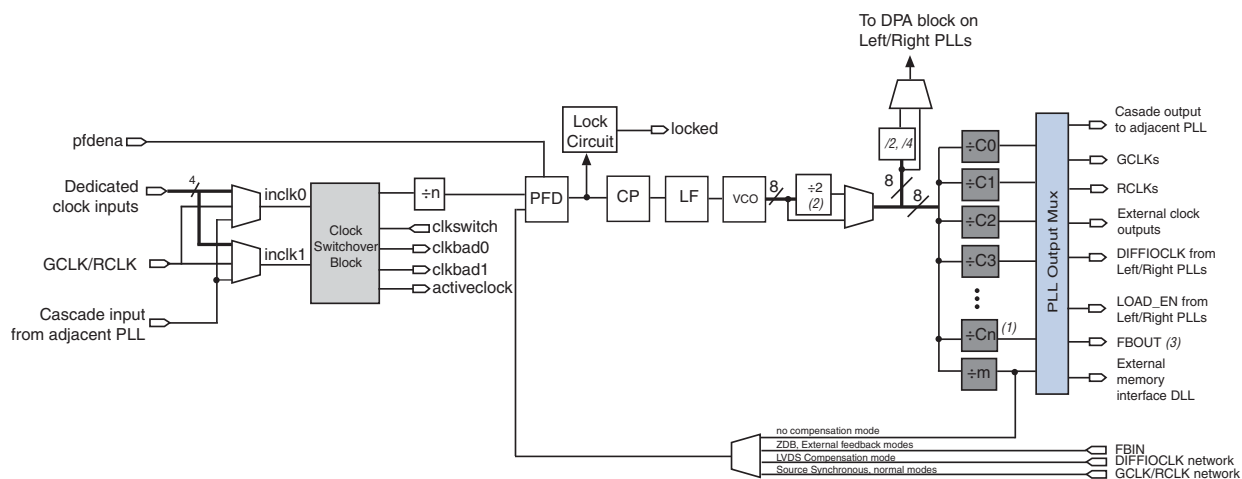 To DPA block on
Left/Right PLLs
pfdena
Lock
Circuit
locked
Casade output
to adjacent PLL
/2, /4
÷C0
GCLKs
Dedicated
clock inputs
4
inclk0
÷n
PFD
CP
LF
VCO
8
÷2
(2)
8
8
÷C1
RCLKs
clkswitch
Clock
Switchover
Block
÷C2
PLL Output Mux
External clock
outputs
GCLK/RCLK
inclk1
clkbad0
clkbad1
activeclock
÷C3
DIFFIOCLK from
Left/Right PLLs
Cascade input
from adjacent PLL
LOAD_EN from
Left/Right PLLs
÷Cn
(1)
FBOUT (3)
÷m
External
memory
interface DLL
no compensation mode
ZDB, External feedback modes
FBIN
LVDS Compensation mode
DIFFIOCLK network
Source Synchronous, normal modes
GCLK/RCLK network